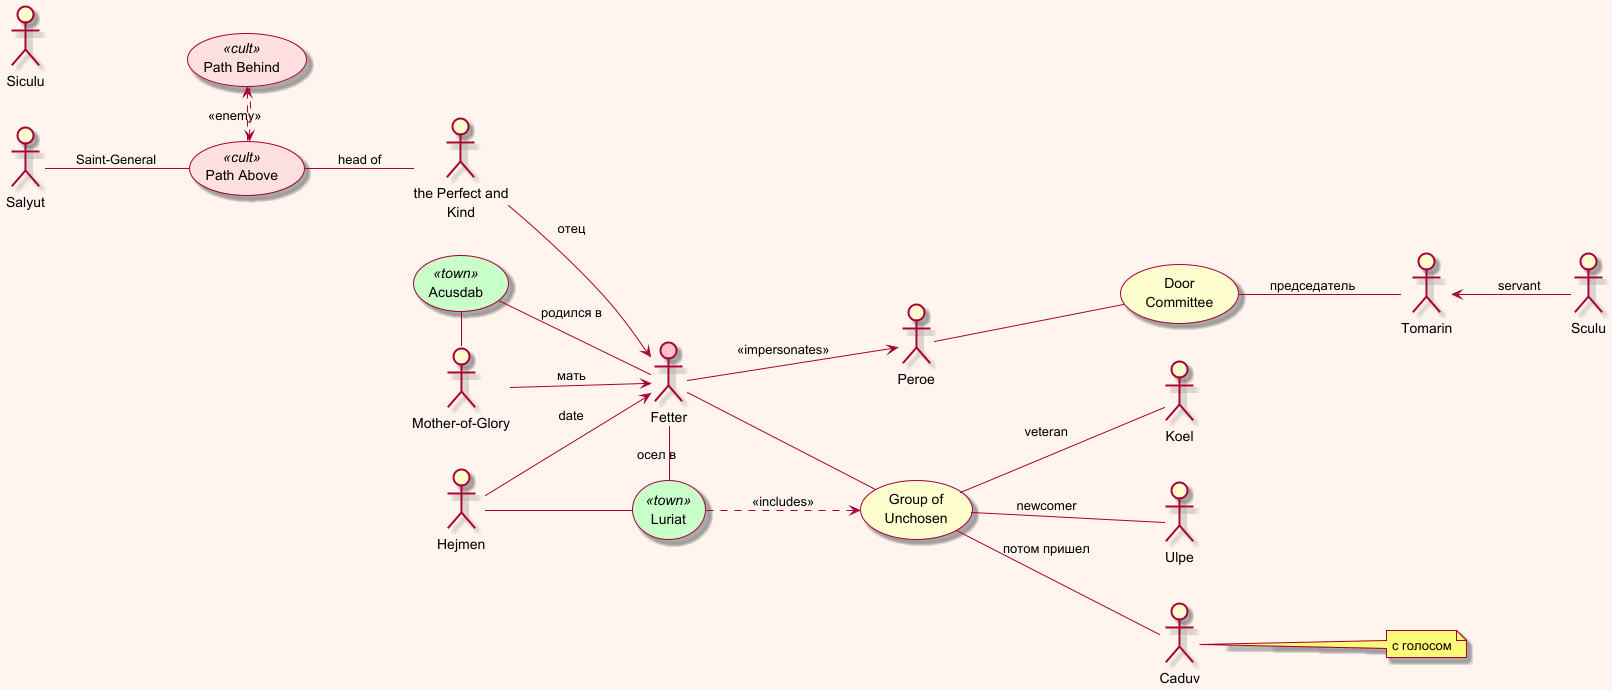 Siculu
«cult»
Path Behind
«enemy»
Salyut
Saint-General
«cult»
Path Above
head of
the Perfect and
Kind
отец
«town»
Acusdab
родился в
Mother-of-Glory
мать
date
Fetter
осел в
Hejmen
«town»
Luriat
«includes»
«impersonates»
Peroe
Door
Committee
председатель
Tomarin
servant
Sculu
Group of
Unchosen
veteran
Koel
newcomer
Ulpe
потом пришел
Caduv
с голосом